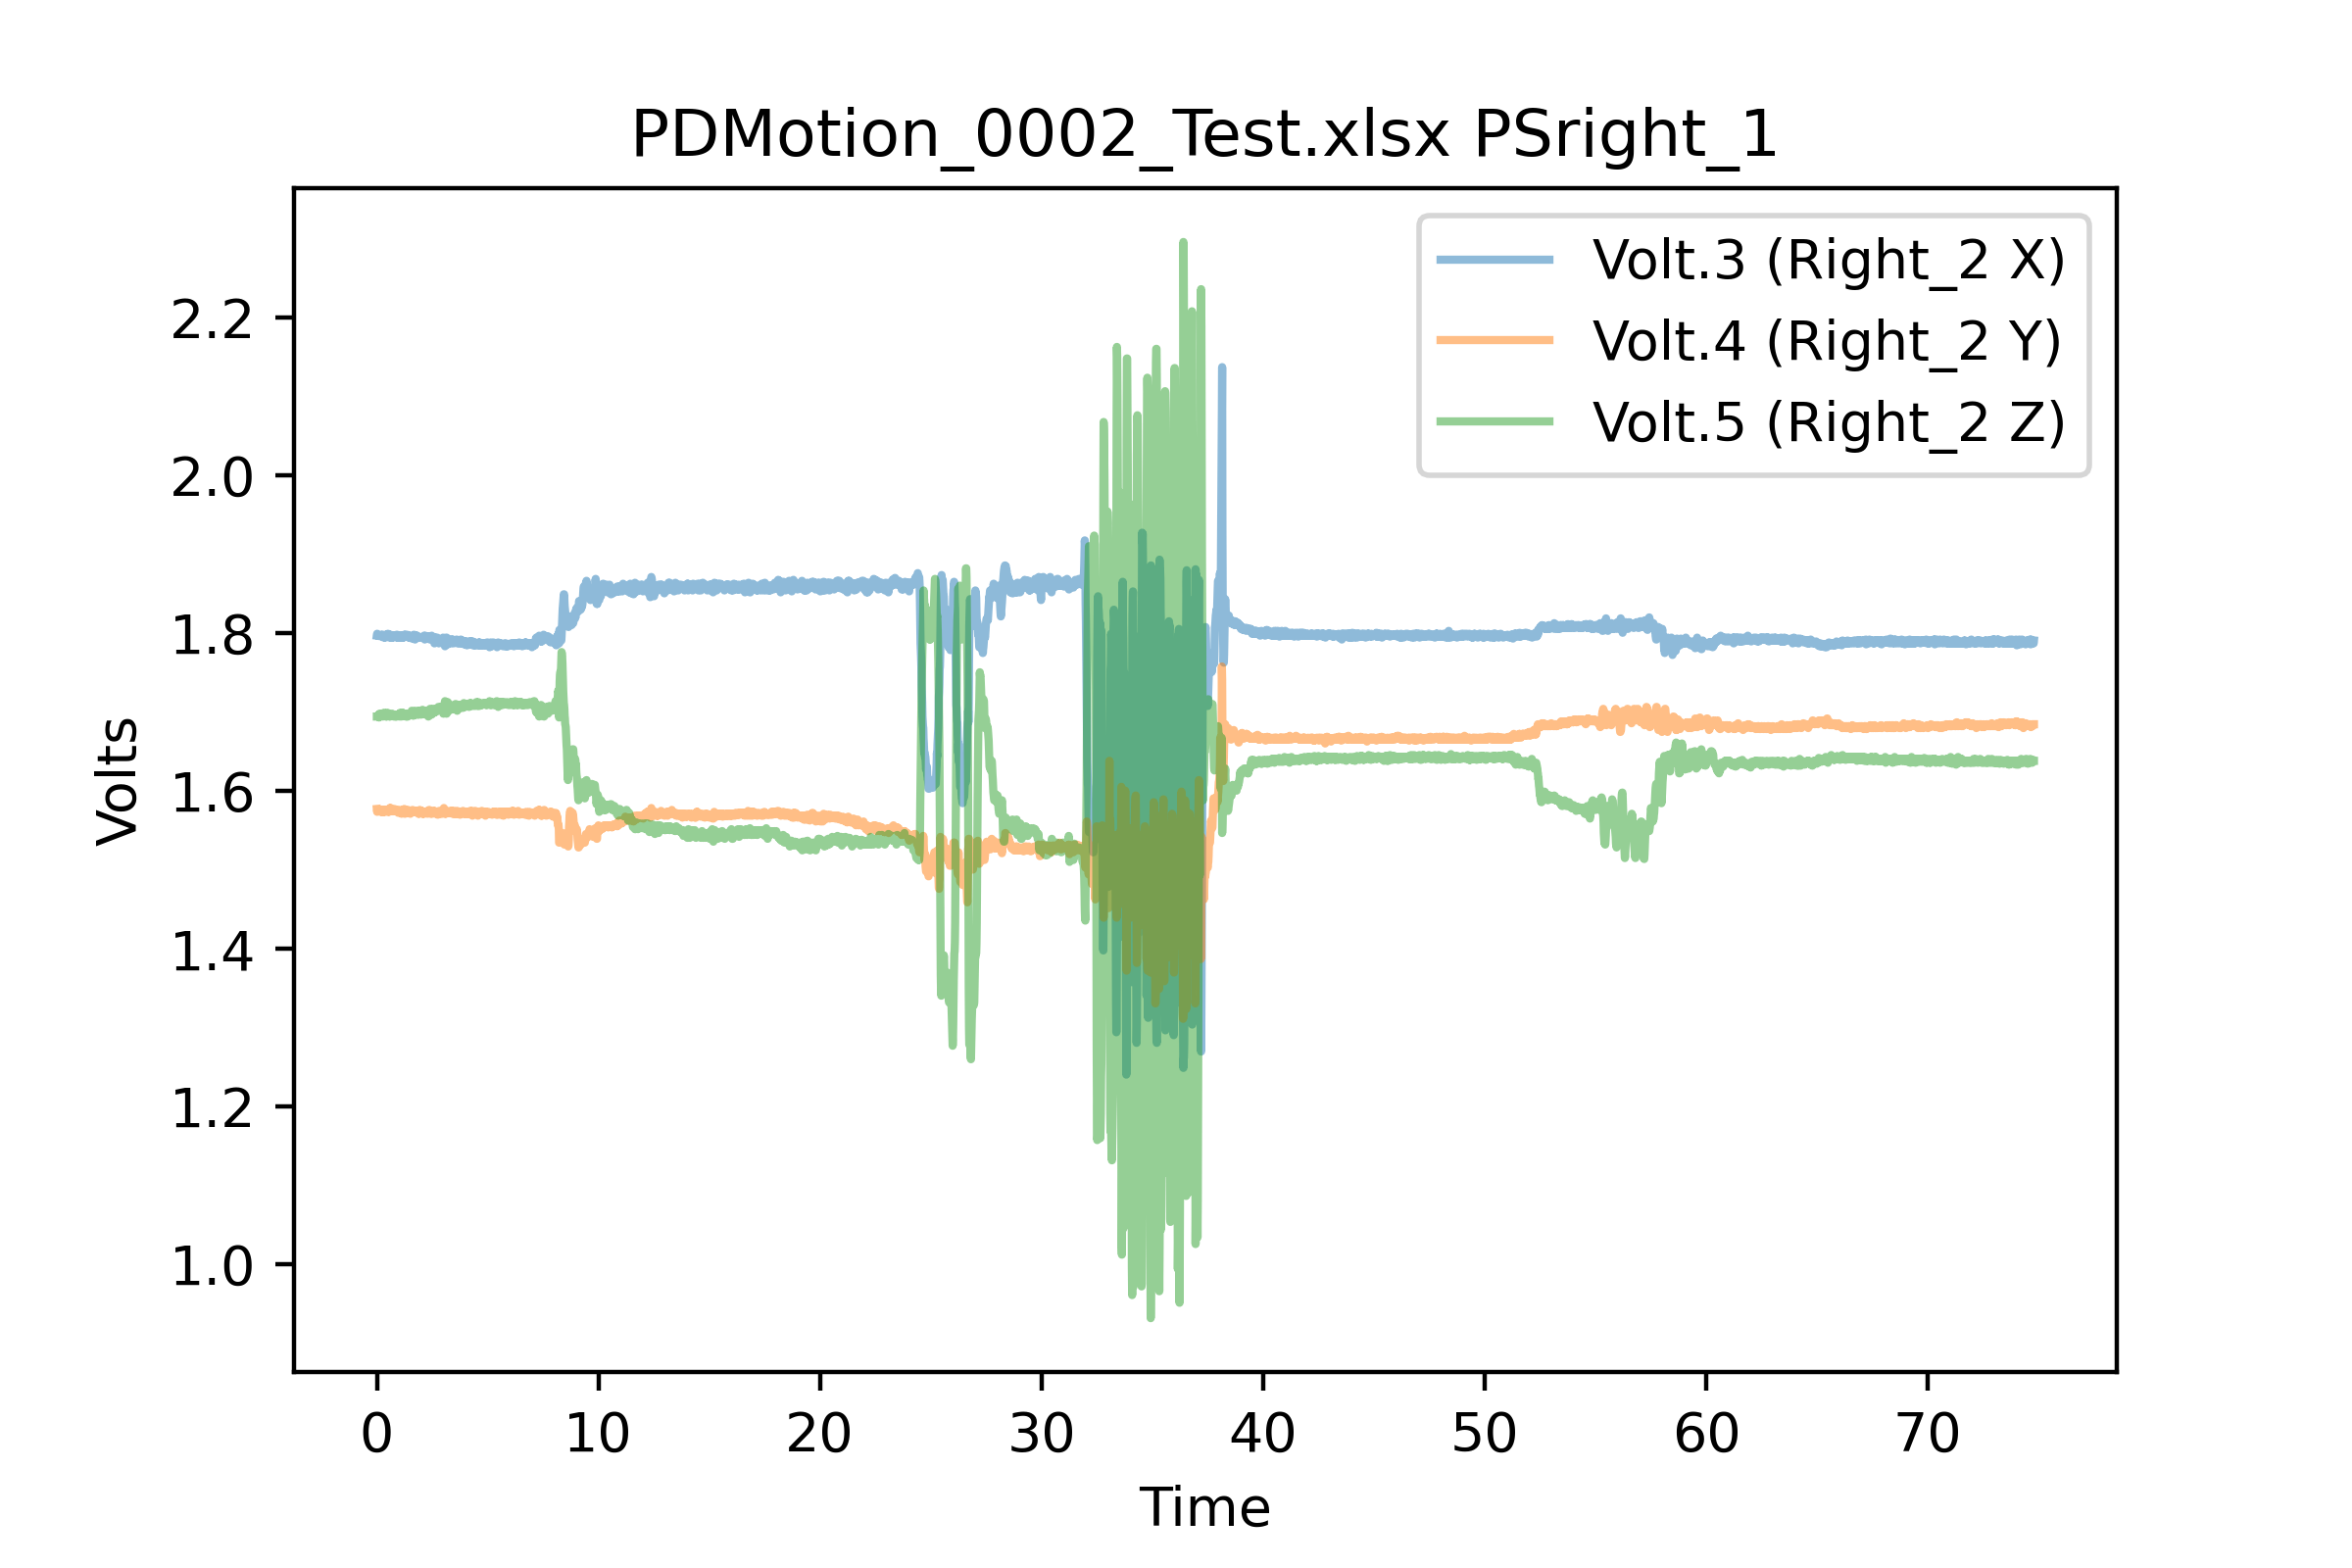 PDMotion_0002_Test.xlsx PSright_1
Volt.3 (Right_2 X)
Volt.4 (Right_2 Y)
Volt.5 (Right_2 Z)
2.2
2.0
1.8
1.6
1.4
1.2
1.0
Volts
0 10 20 30 40 50 60 70
Time